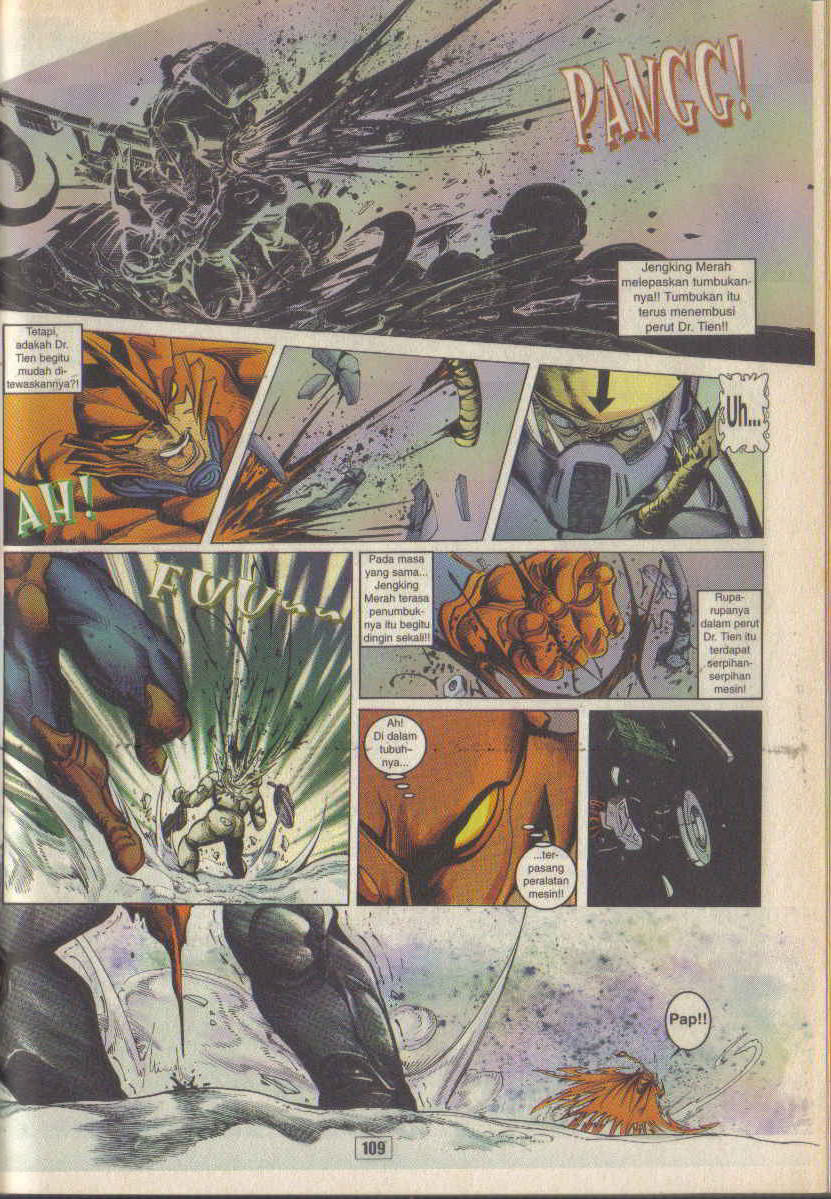 PANGG!
Jengking Merah
melepaskan tumbukan-
nya!! Tumbukan itu
terus menembusi
perut Dr. Tien!!
Tetapi,
adakah Dr.
Tien begitu
mudah di-
tewaskannya?!
AH!
Uh...
FUUuuu
Pada masa
yang sama...
Jengking
Merah terasa
penumbuk-
nya itu begitu
dingin sekali!!
Rupa-
rupanya
dalam perut
Dr. Tien itu
terdapat
serpihan-
serpihan
mesin!
Ah!
Di dalam
tubuh-
nya...
...ter-
pasang
peralatan
mesin!!
Pap!!
109